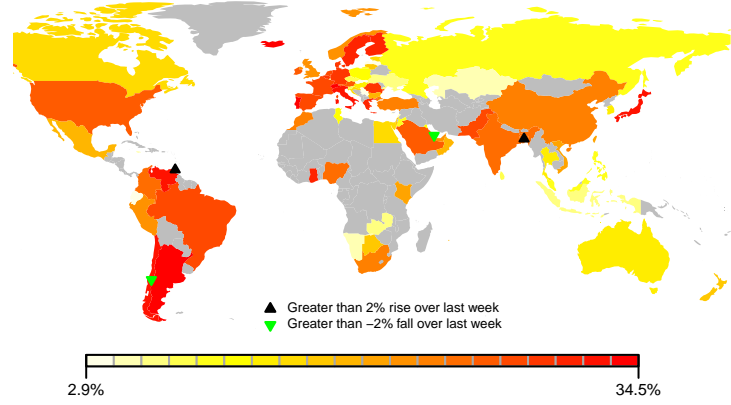 Greater than 2% rise over last week
Greater than −2% fall over last week
2.9%
34.5%